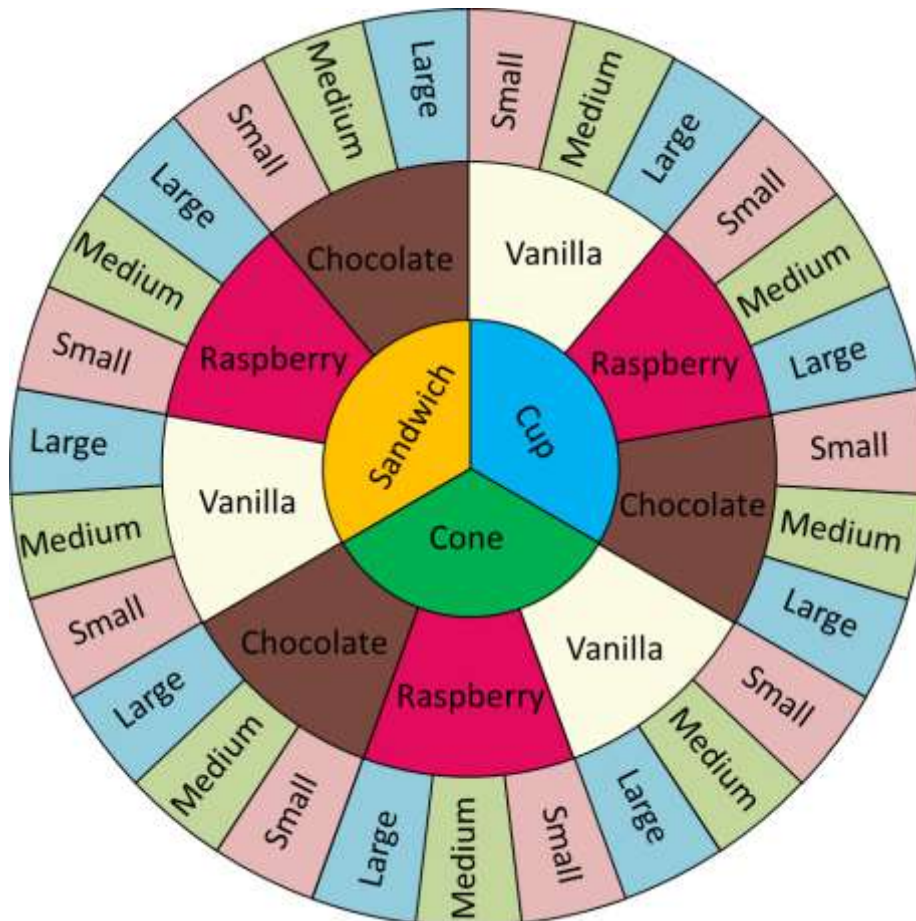 Cup
Cone
Sandwich
Vanilla
Raspberry
Chocolate
Vanilla
Raspberry
Chocolate
Vanilla
Raspberry
Chocolate
Small
Medium
Large
Small
Medium
Large
Small
Medium
Large
Small
Medium
Large
Small
Medium
Large
Small
Medium
Large
Small
Medium
Large
Small
Medium
Large
Small
Medium
Large